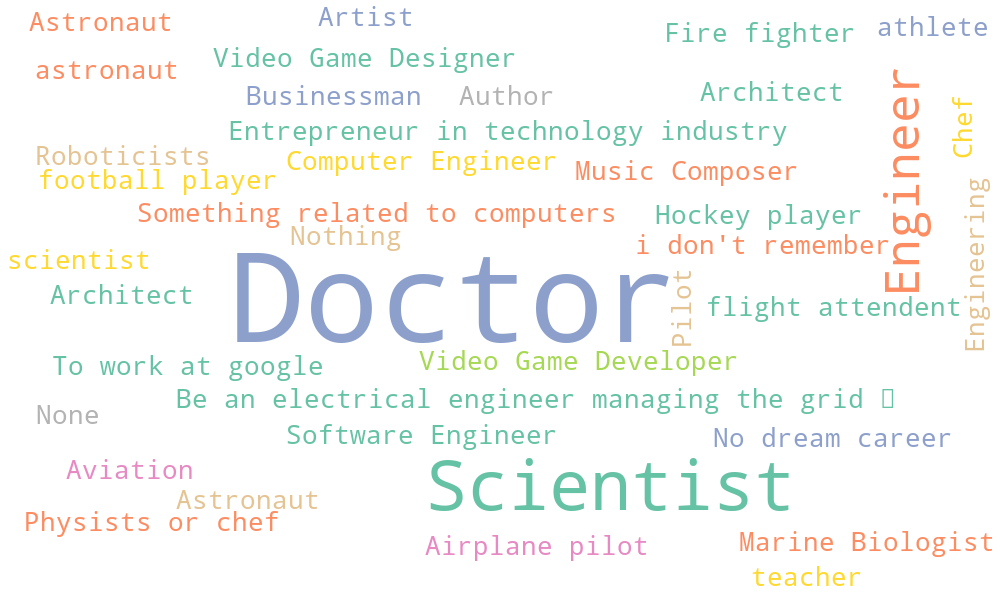 Astronaut
Artist
Fire fighter
athlete
Video Game Designer
astronaut
Businessman
Author
Architect
Engineer
Chef
Entrepreneur in technology industry
Roboticists
Computer Engineer
Music Composer
football player
Something related to computers
Hockey player
Engineering
Nothing
i don't remember
scientist
Doctor
Pilot
Architect
flight attendent
To work at google
Video Game Developer
Be an electrical engineer managing the grid
None
Software Engineer
No dream career
Aviation
Scientist
Astronaut
Physists or chef
Airplane pilot
Marine Biologist
teacher